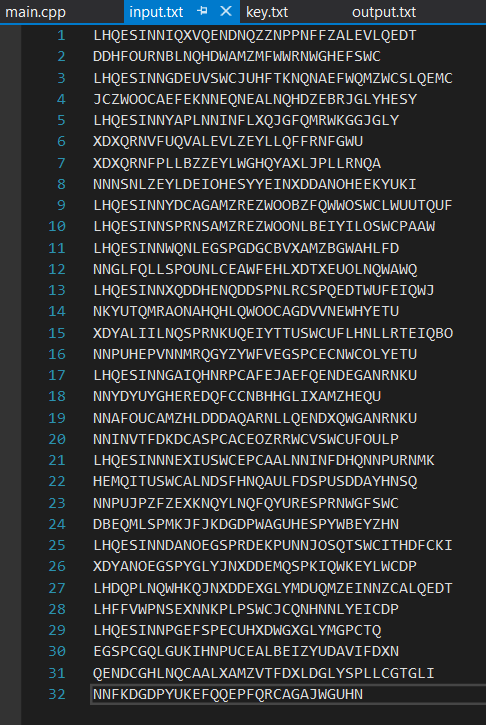 main.cpp input.txt key.txt output.txt
1 LHQESINNIQXVQENDNQZZNPPNFFZALEVLQEDT
2 DDHFOURNBLNQHDWAMZMFWWRNWGHEFSWC
3 LHQESINNGDEUVSWCJUHFTKNQNAEFWQMZWCSLQEMC
4 JCZWOOCAEFEKNNEQNEALNQHDZEBRJGLYHESY
5 LHQESINNYAPLNNINFLXQJGFQMRWKGGJGLY
6 XDXQRNVFUQVALEVLZEYLLQFFRNFGWU
7 XDXQRNFPLLBZZEYLWGHQYAXLJPLLRNQA
8 NNNSNLZEYLDEIOHESYYEINXDDANOHEEKYUKI
9 LHQESINNYDCAGAMZREZWOOBZFQWWOSWCLWUUTQUF
10 LHQESINNSPRNSAMZREZWOONLBEIYILOSWCPAAW
11 LHQESINNWQNLEGSPGDGCBVXAMZBGWAHLFD
12 NNGLFQLLSPOUNLCEAWFEHLXDTXEUOLNQWAWQ
13 LHQESINNXQDDHENQDDSPNLRCSPQEDTWUFEIQWJ
14 NKYUTQMRAONAHQHLQWOOCAGDVVNEWHYETU
15 XDYALIILNQSPRNKUQEIYTTUSWCUFLHNLLRTEIQBO
16 NNPUHEPVNNMRQGYZYWFVEGSPCECNWCOLYETU
17 LHQESINNGAIQHNRPCAFEJAEFQENDEGANRNKU
18 NNYDYUYGHEREDQFCCNBHHGLIXAMZHEQU
19 NNAFOUCAMZHLDDDAQARNLLQENDXQWGANRNKU
20 NNINVTFDKDCASPCACEOZRRWCVSWCUFOULP
21 LHQESINNNEXIUSWCEPCAALNNINFDHQNNPURNMK
22 HEMQITUSWCALNDSFHNQAULFDSPUSDDAYHNSQ
23 NNPUJPZFZEXKNQYLNQFQYURESPRNWGFSWC
24 DBEQMLSPMKJFJKDGDPWAGUHESPYWBEYZHN
25 LHQESINNDANOEGSPRDEKPUNNJOSQTSWCITHDFCKI
26 XDYANOEGSPYGLYJNXDDEMQSPKIQWKEYLWCDP
27 LHDQPLNQWHKQJNXDDEXGLYMDUQMZEINNZCALQEDT
28 LHFFVWPNSEXNNKPLPSWCJCQNHNNLYEICDP
29 LHQESINNPGEFSPECUHXDWGXGLYMGPCTQ
30 EGSPCGQLGUKIHNPUCEALBEIZYUDAVIFDXN
31 QENDCGHLNQCAALXAMZVTFDXLDGLYSPLLCGTGLI
32 NNFKDGDPYUKEFQQEPFQRCAGAJWGUHN